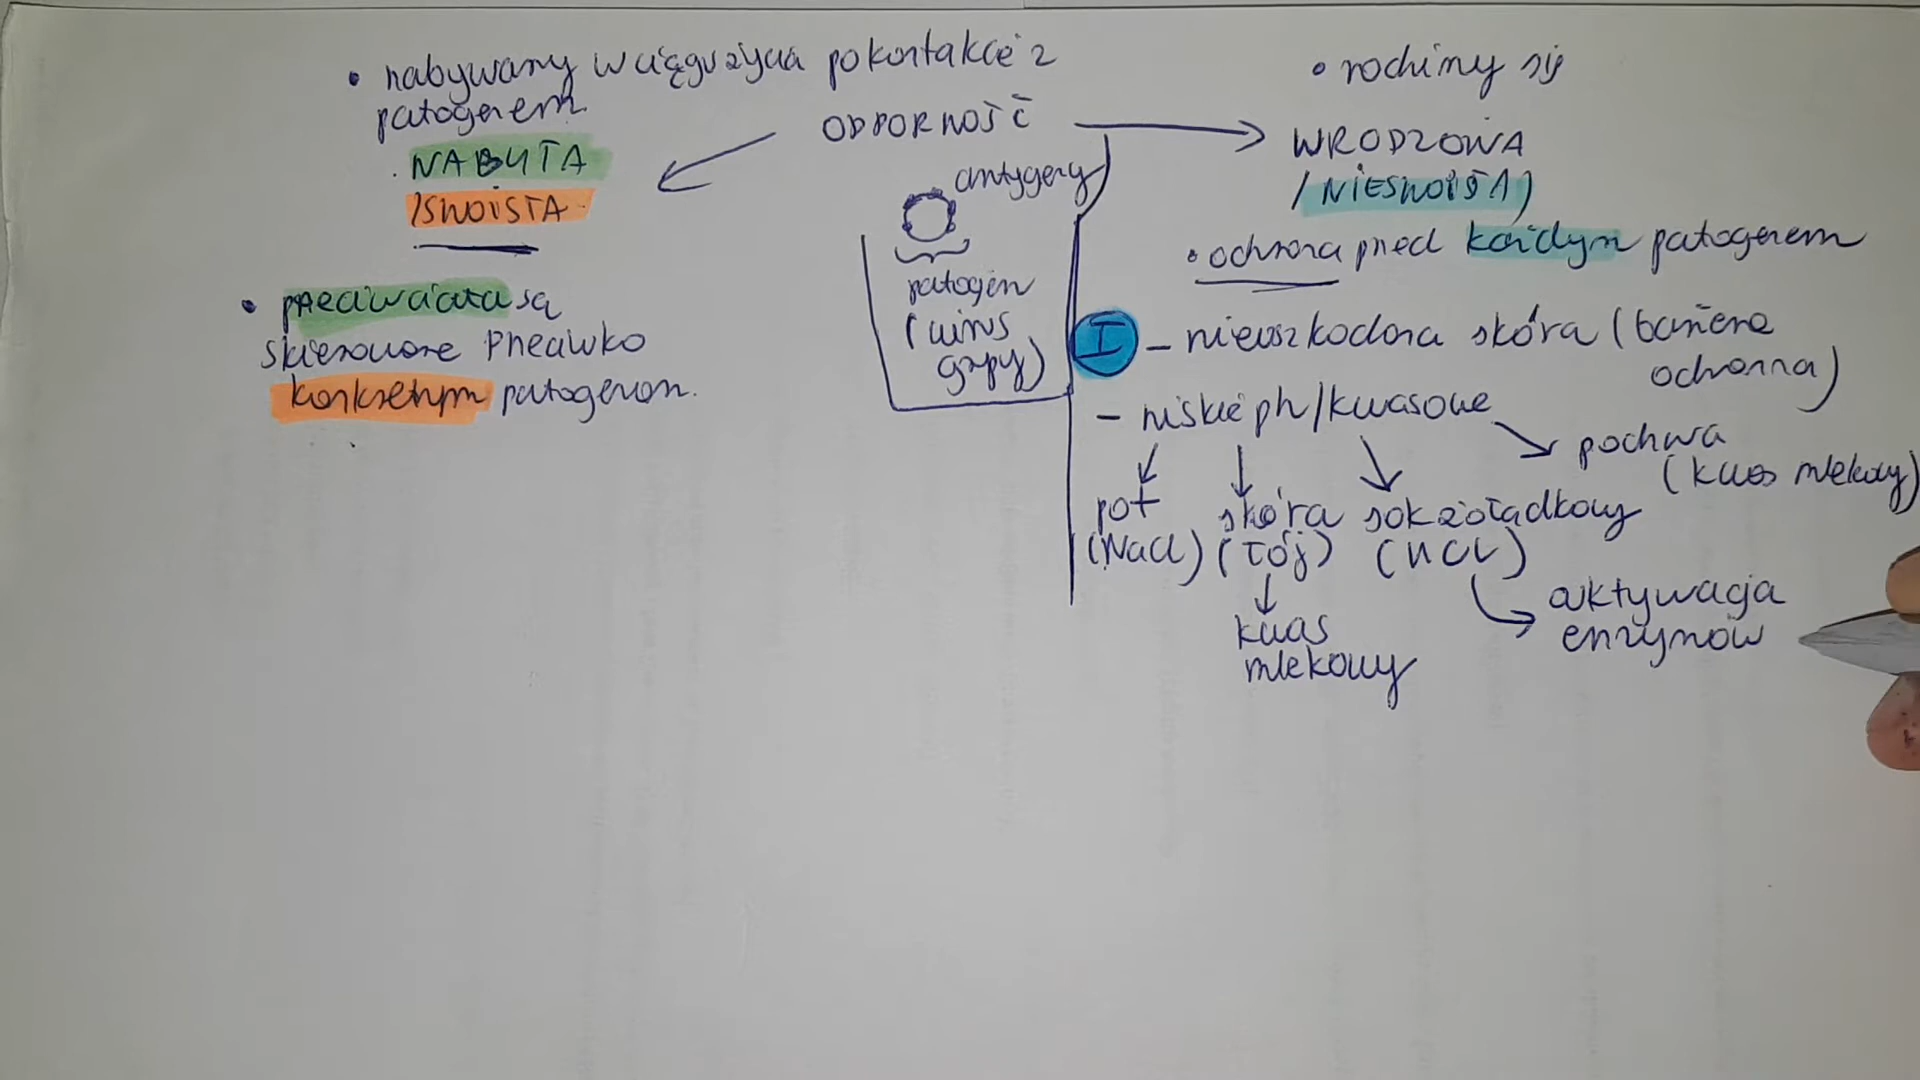 • nabywamy w ciągu życia po kontakcie z
patogenem
ODPORNOŚĆ
NABYTA
/SWOISTA
• przeciwciała są
skierowane przeciwko
konkretnym patogenom.
antygeny
patogen
(wirus
grypy)
• rodzimy się
WRODZONA
/NIESWOISTA)
• ochrona przed każdym patogenem
I – nieuszkodzona skóra (bariera
ochronna)
– niskie ph/kwasowe
pochwa
(kwas mlekowy)
pot
(NaCl)
skóra
(łój)
kwas
mlekowy
sok żołądkowy
(HCl)
aktywacja
enzymów